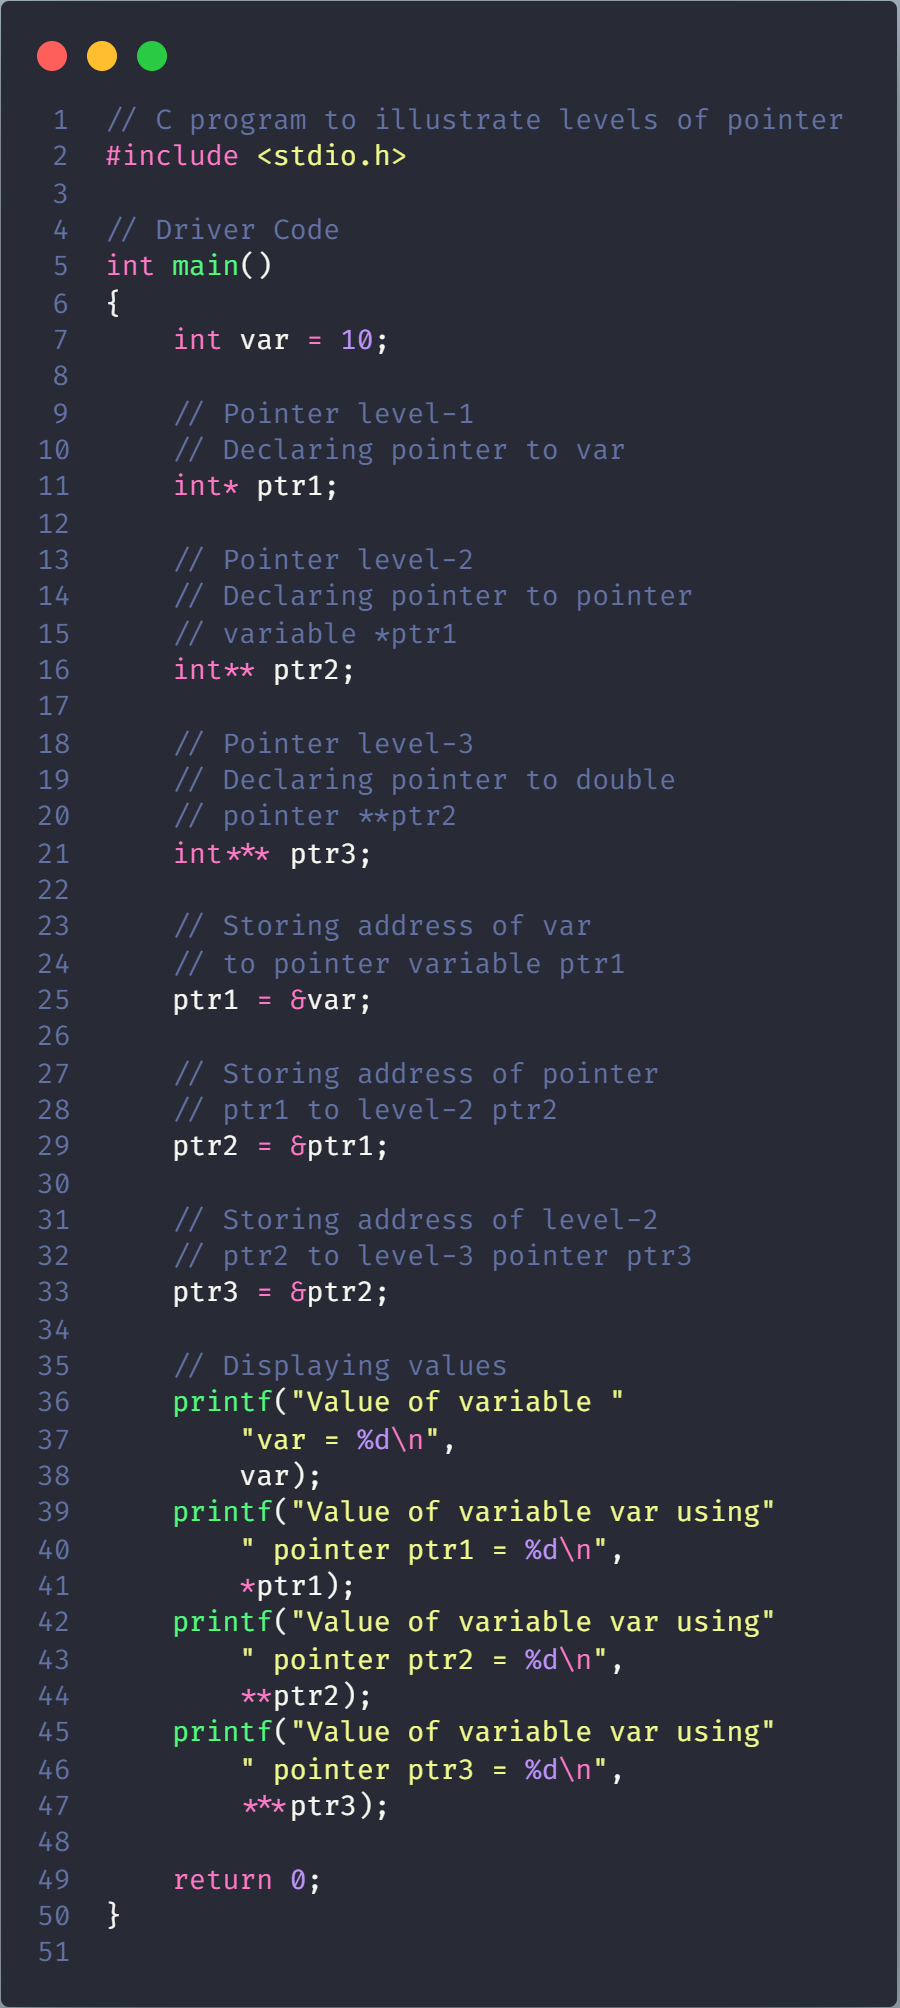 1 // C program to illustrate levels of pointer
2 #include <stdio.h>
3
4 // Driver Code
5 int main()
6 {
7     int var = 10;
8
9     // Pointer level-1
10     // Declaring pointer to var
11     int* ptr1;
12
13     // Pointer level-2
14     // Declaring pointer to pointer
15     // variable *ptr1
16     int** ptr2;
17
18     // Pointer level-3
19     // Declaring pointer to double
20     // pointer **ptr2
21     int*** ptr3;
22
23     // Storing address of var
24     // to pointer variable ptr1
25     ptr1 = &var;
26
27     // Storing address of pointer
28     // ptr1 to level-2 ptr2
29     ptr2 = &ptr1;
30
31     // Storing address of level-2
32     // ptr2 to level-3 pointer ptr3
33     ptr3 = &ptr2;
34
35     // Displaying values
36     printf("Value of variable "
37         "var = %d\n",
38         var);
39     printf("Value of variable var using"
40         " pointer ptr1 = %d\n",
41         *ptr1);
42     printf("Value of variable var using"
43         " pointer ptr2 = %d\n",
44         **ptr2);
45     printf("Value of variable var using"
46         " pointer ptr3 = %d\n",
47         ***ptr3);
48
49     return 0;
50 }
51